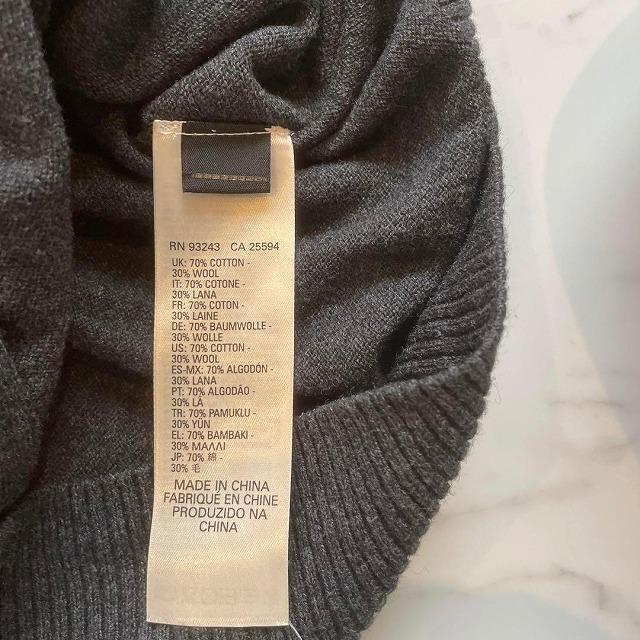 RN 93243 CA 25594
UK: 70% COTTON -
30% WOOL
IT: 70% COTONE -
30% LANA
FR: 70% COTON -
30% LAINE
DE: 70% BAUMWOLLE -
30% WOLLE
US: 70% COTTON -
30% WOOL
ES-MX: 70% ALGODÓN -
30% LANA
PT: 70% ALGODÃO -
30% LÃ
TR: 70% PAMUKLU -
30% YÜN
EL: 70% BAMBAKI -
30% ΜΑΛΛΙ
JP: 70% 綿 -
30% 毛
MADE IN CHINA
FABRIQUÉ EN CHINE
PRODUZIDO NA
CHINA